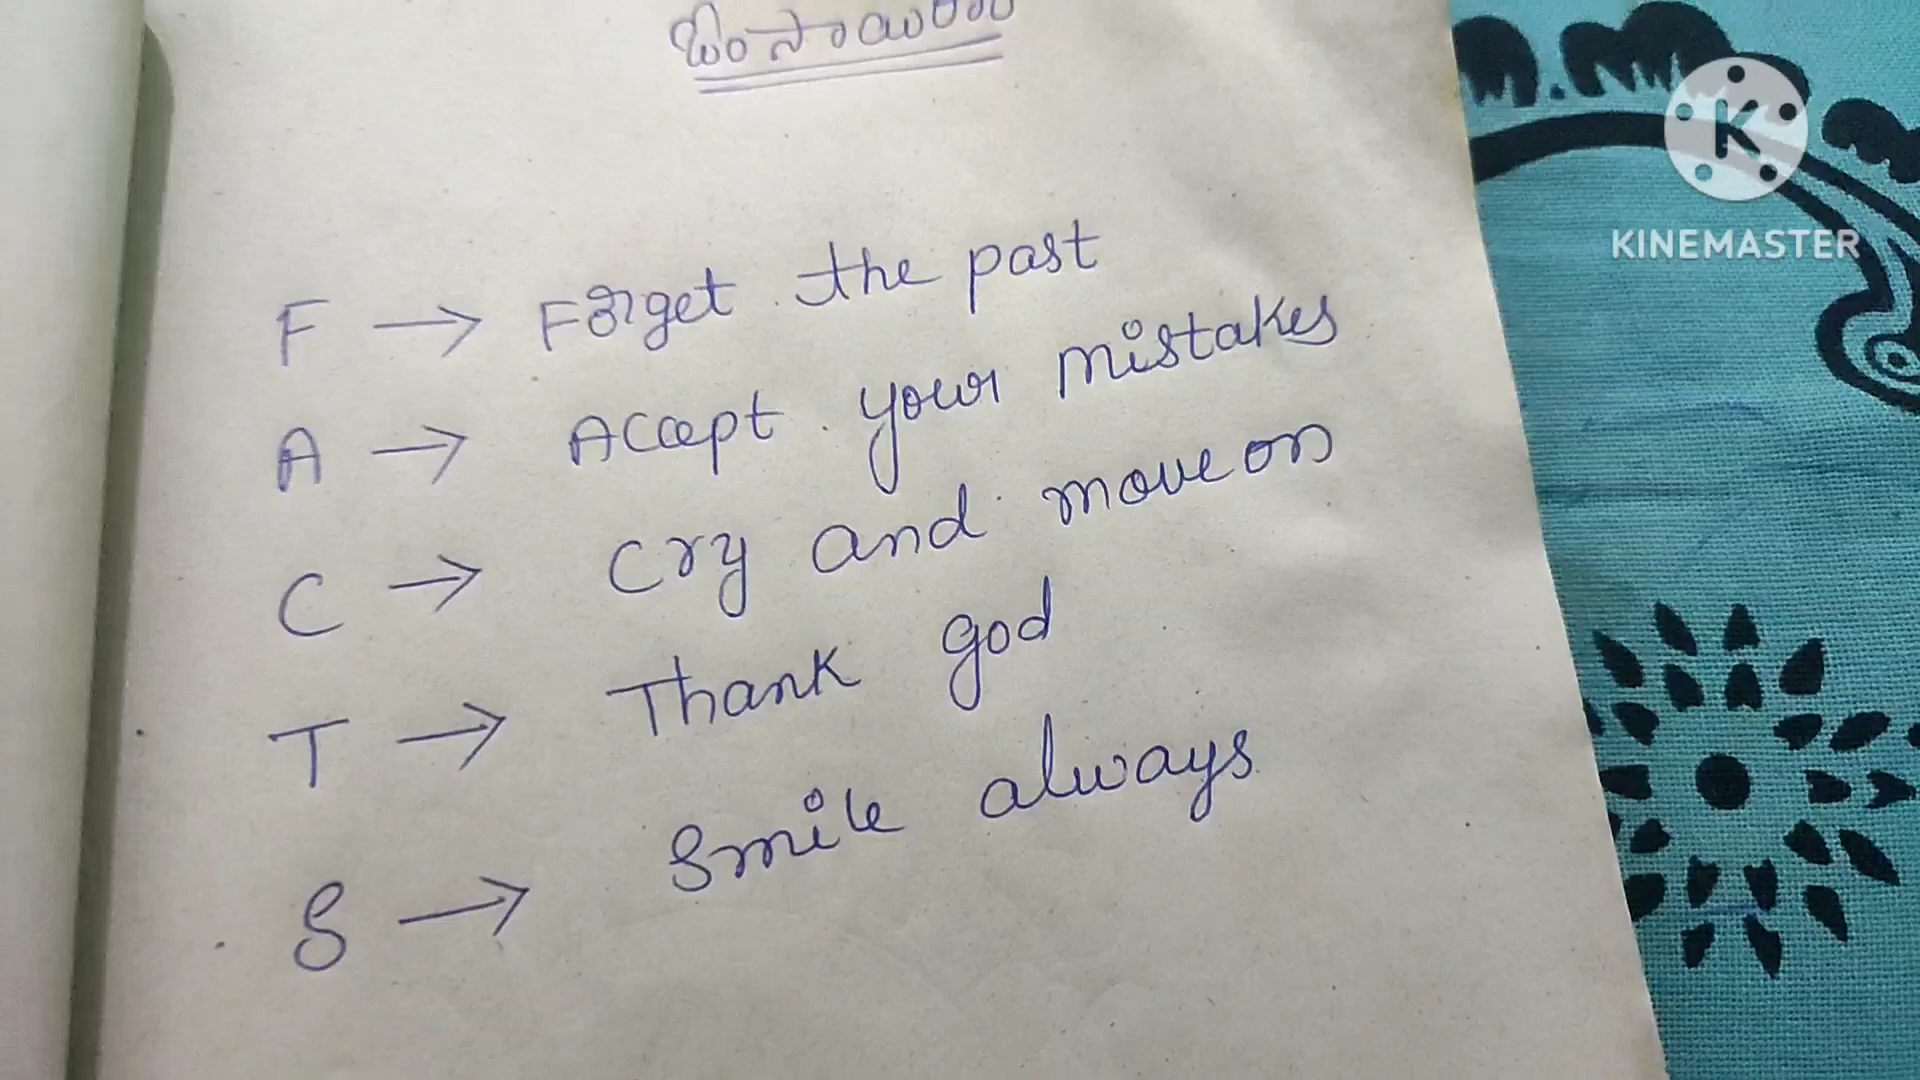 F → Forget the past
A → Accept your mistakes
C → cry and move on
T → Thank god
S → Smile always
KINEMASTER